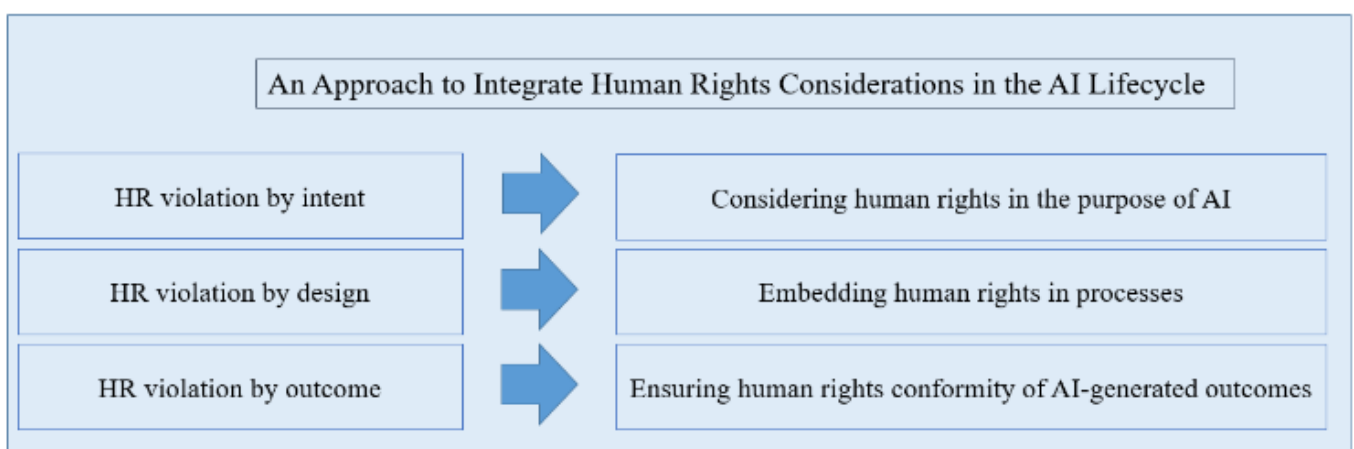 An Approach to Integrate Human Rights Considerations in the AI Lifecycle
HR violation by intent
Considering human rights in the purpose of AI
HR violation by design
Embedding human rights in processes
HR violation by outcome
Ensuring human rights conformity of AI-generated outcomes